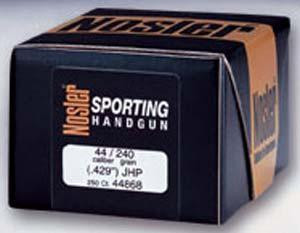 Nosler®
SPORTING
HANDGUN
44 / 240
caliber grain
(.429") JHP
250 Ct. 44868
Nosler